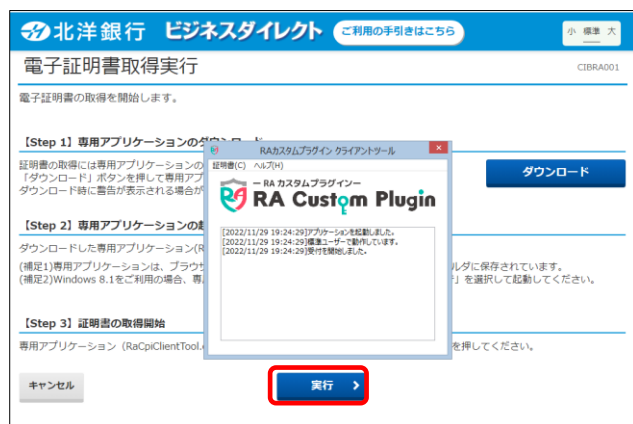 北洋銀行 ビジネスダイレクト ご利用の手引きはこちら 小 標準 大
電子証明書取得実行 CIBRA001
電子証明書の取得を開始します。
【Step 1】専用アプリケーションのダウンロード
証明書の取得には専用アプリケーションの
「ダウンロード」ボタンを押して専用アプ
ダウンロード時に警告が表示される場合が
ダウンロード
RAカスタムプラグイン クライアントツール ×
証明書(C) ヘルプ(H)
ーRA カスタムプラグインー
RA Custom Plugin
[2022/11/29 19:24:29]アプリケーションを起動しました。
[2022/11/29 19:24:29]標準ユーザーで動作しています。
[2022/11/29 19:24:29]受付を開始しました。
【Step 2】専用アプリケーションの起
ダウンロードした専用アプリケーション(R
(補足1)専用アプリケーションは、ブラウザ ルダに保存されています。
(補足2)Windows 8.1をご利用の場合、専 」を選択して起動してください。
【Step 3】証明書の取得開始
専用アプリケーション（RaCpiClientTool. を押してください。
キャンセル 実行